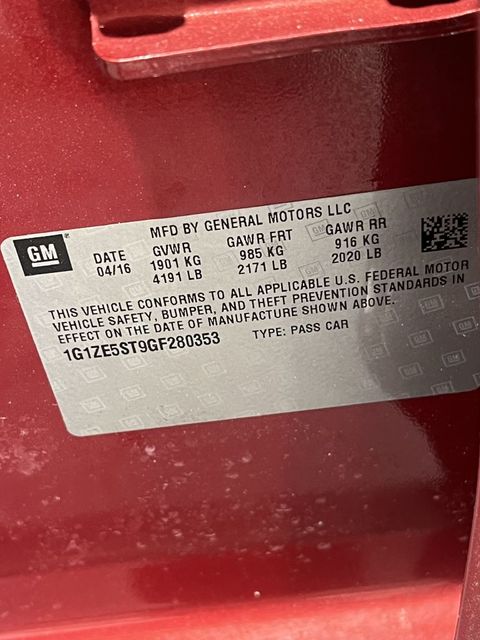 MFD BY GENERAL MOTORS LLC
GM
DATE GVWR GAWR FRT GAWR RR
04/16 1901 KG 985 KG 916 KG
4191 LB 2171 LB 2020 LB
THIS VEHICLE CONFORMS TO ALL APPLICABLE U.S. FEDERAL MOTOR
VEHICLE SAFETY, BUMPER, AND THEFT PREVENTION STANDARDS IN
EFFECT ON THE DATE OF MANUFACTURE SHOWN ABOVE.
1G1ZE5ST9GF280353 TYPE: PASS CAR